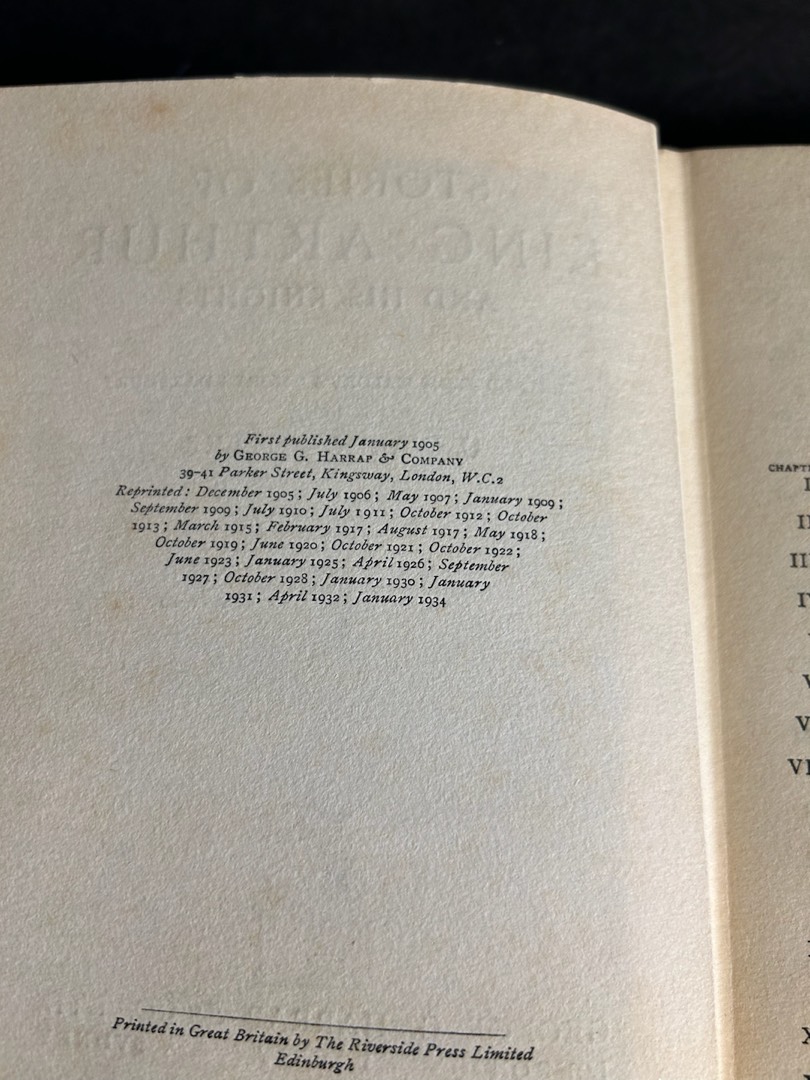 First published January 1905
by GEORGE G. HARRAP & COMPANY
39-41 Parker Street, Kingsway, London, W.C.2
Reprinted: December 1905; July 1906; May 1907; January 1909;
September 1909; July 1910; July 1911; October 1912; October
1913; March 1915; February 1917; August 1917; May 1918;
October 1919; June 1920; October 1921; October 1922;
June 1923; January 1925; April 1926; September
1927; October 1928; January 1930; January
1931; April 1932; January 1934
Printed in Great Britain by The Riverside Press Limited
Edinburgh